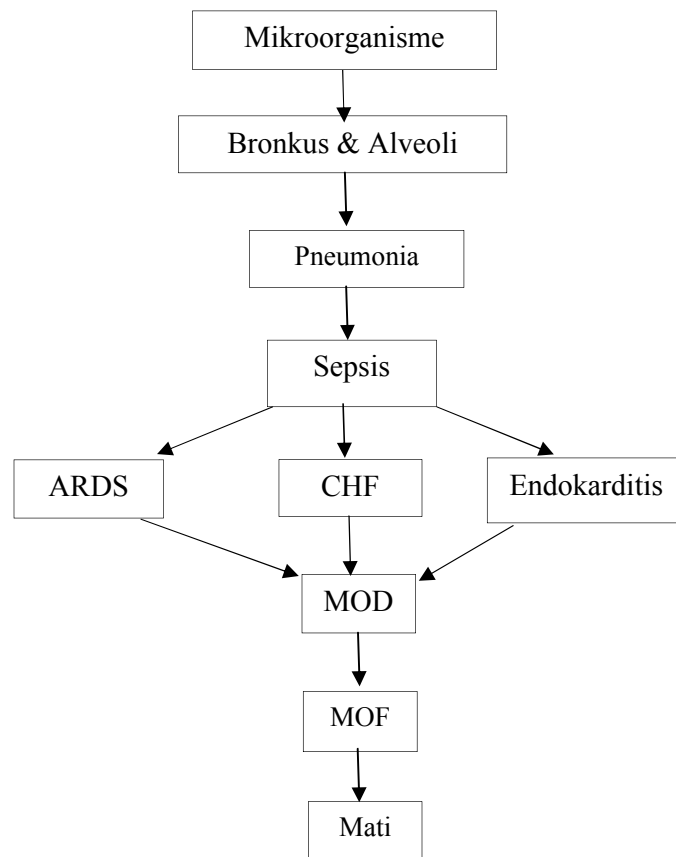 Mikroorganisme
Bronkus & Alveoli
Pneumonia
Sepsis
ARDS
CHF
Endokarditis
MOD
MOF
Mati